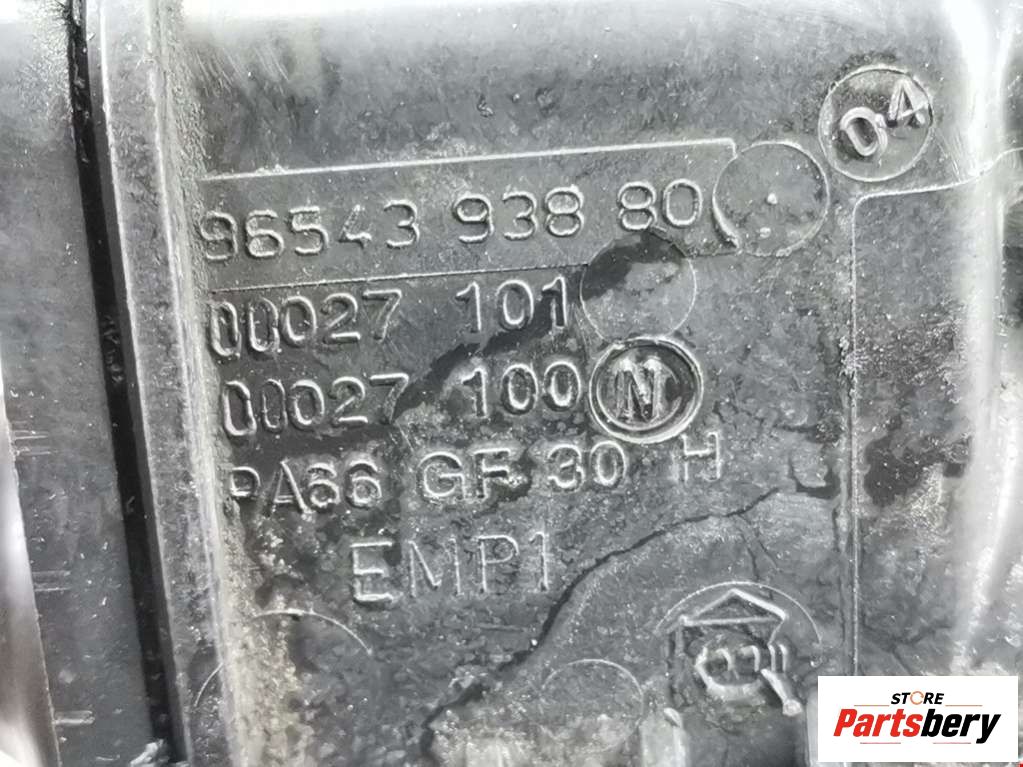 04
96543 938 80
00027 101
00027 100 N
PA66 GF 30 H
EMP1
STORE
Partsbery